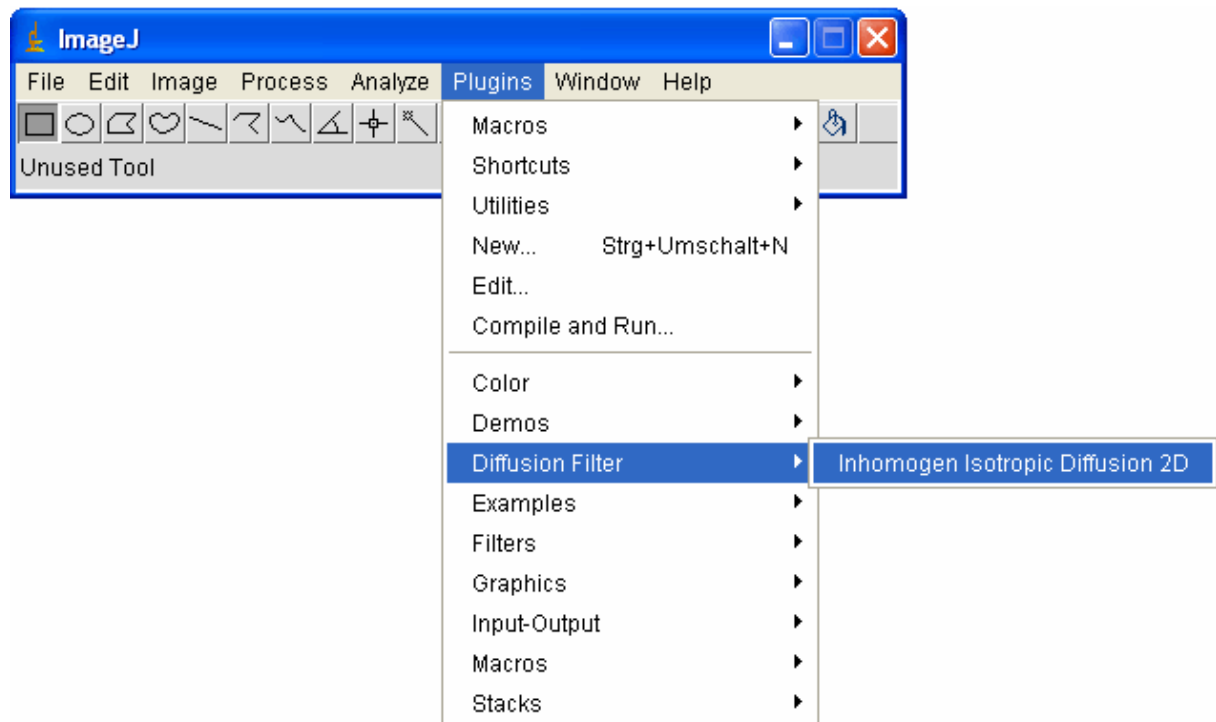 ImageJ
File Edit Image Process Analyze Plugins Window Help
Unused Tool
Macros
Shortcuts
Utilities
New... Strg+Umschalt+N
Edit...
Compile and Run...
Color
Demos
Diffusion Filter
Inhomogen Isotropic Diffusion 2D
Examples
Filters
Graphics
Input-Output
Macros
Stacks